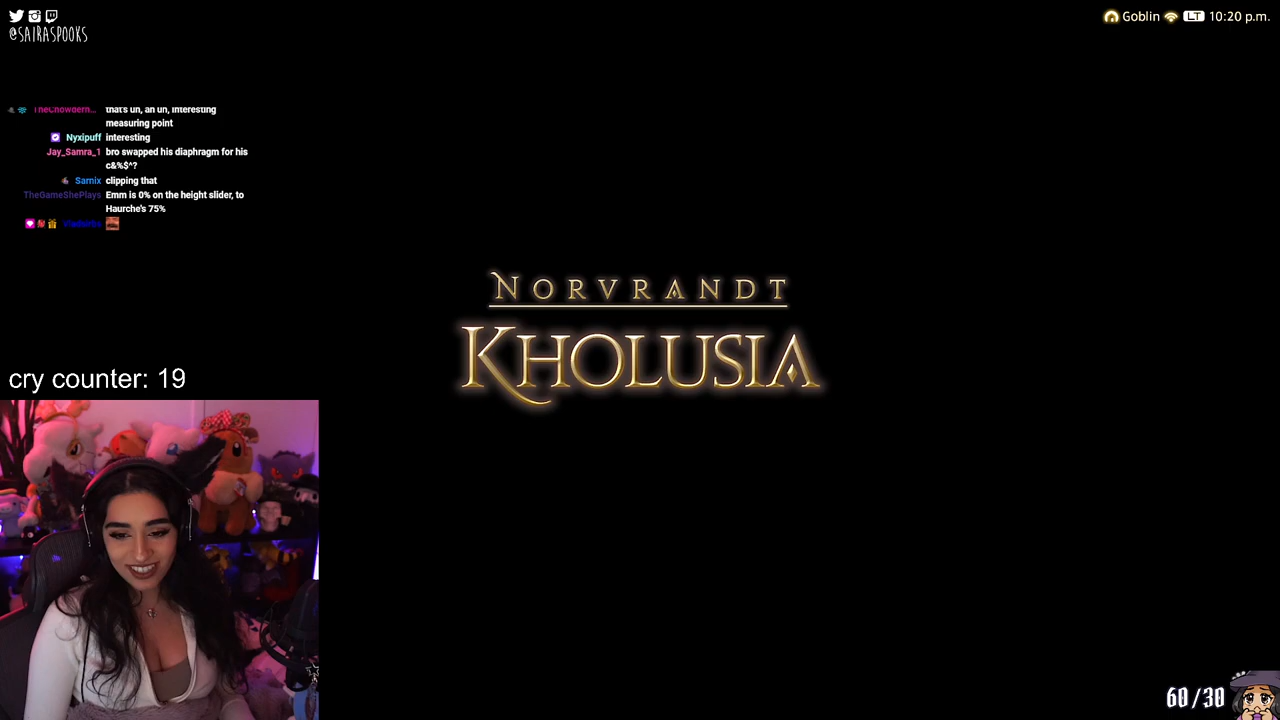 @SAIRASPOOKS
Goblin LT 10:20 p.m.
TheChowdern... that's uh, an uh, interesting
measuring point
Nyxipuff interesting
Jay_Samra_1 bro swapped his diaphragm for his
c&%$^?
Samix clipping that
TheGameShePlays Emm is 0% on the height slider, to
Haurche's 75%
NORVRANDT
KHOLUSIA
cry counter: 19
60/30